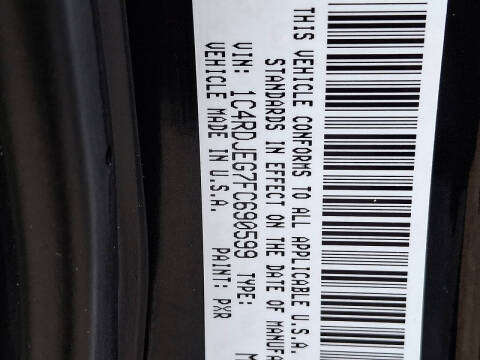 THIS VEHICLE CONFORMS TO ALL APPLICABLE U.S.A.
STANDARDS IN EFFECT ON THE DATE OF MANUFA
VIN: 1C4RDJEG7FC690599 TYPE: M
VEHICLE MADE IN U.S.A. PAINT: PXR